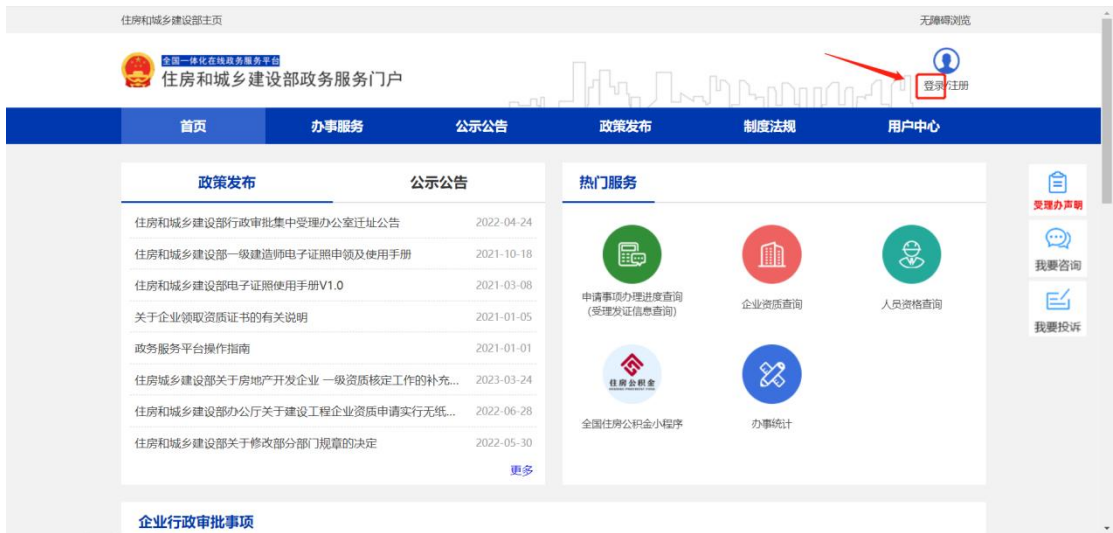 住房和城乡建设部主页
无障碍浏览
全国一体化在线政务服务平台
住房和城乡建设部政务服务门户
登录/注册
首页
办事服务
公示公告
政策发布
制度法规
用户中心
政策发布
公示公告
住房和城乡建设部行政审批集中受理办公室迁址公告 2022-04-24
住房和城乡建设部一级建造师电子证照申领及使用手册 2021-10-18
住房和城乡建设部电子证照使用手册V1.0 2021-03-08
关于企业领取资质证书的有关说明 2021-01-05
政务服务平台操作指南 2021-01-01
住房城乡建设部关于房地产开发企业 一级资质核定工作的补充... 2023-03-24
住房和城乡建设部办公厅关于建设工程企业资质申请实行无纸... 2022-06-28
住房和城乡建设部关于修改部分部门规章的决定 2022-05-30
更多
热门服务
申请事项办理进度查询
(受理发证信息查询)
企业资质查询
人员资格查询
住房公积金
全国住房公积金小程序
办事统计
受理办声明
我要咨询
我要投诉
企业行政审批事项